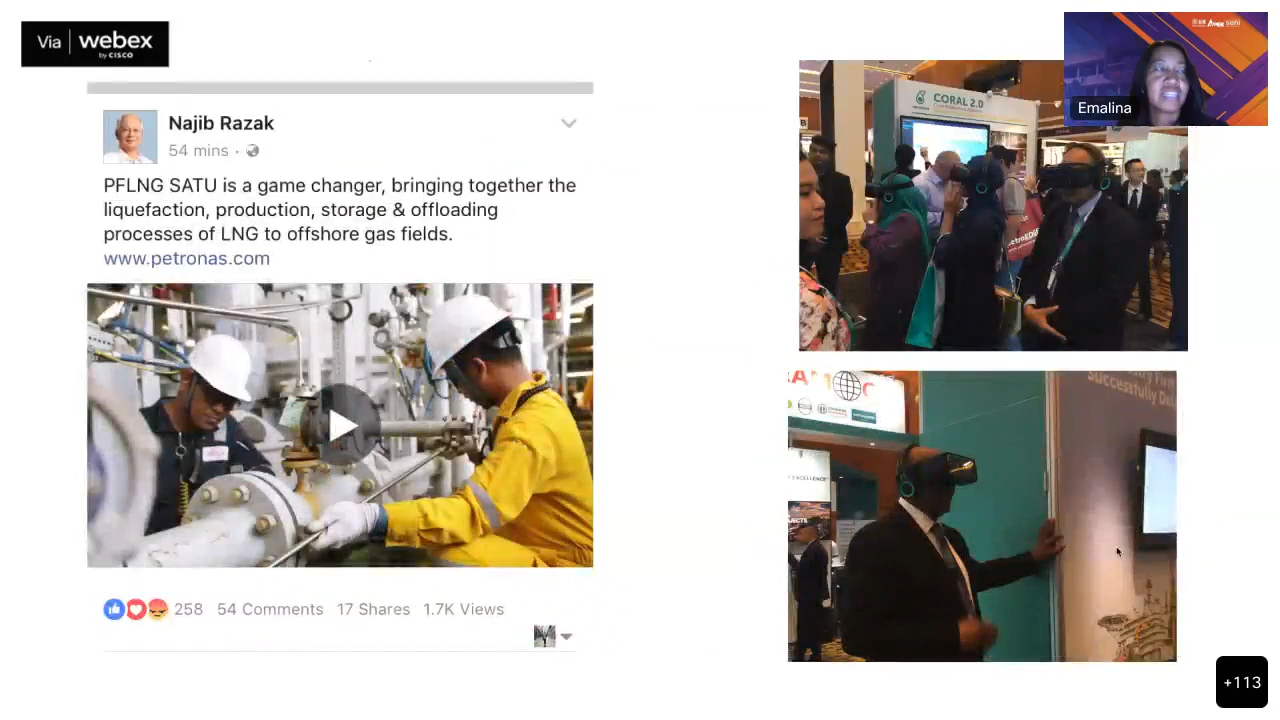 Via webex
by CISCO
Najib Razak
54 mins ·
PFLNG SATU is a game changer, bringing together the
liquefaction, production, storage & offloading
processes of LNG to offshore gas fields.
www.petronas.com
258 54 Comments 17 Shares 1.7K Views
CORAL 2.0
Successfully
EXCELLENCE"
Emalina
+113